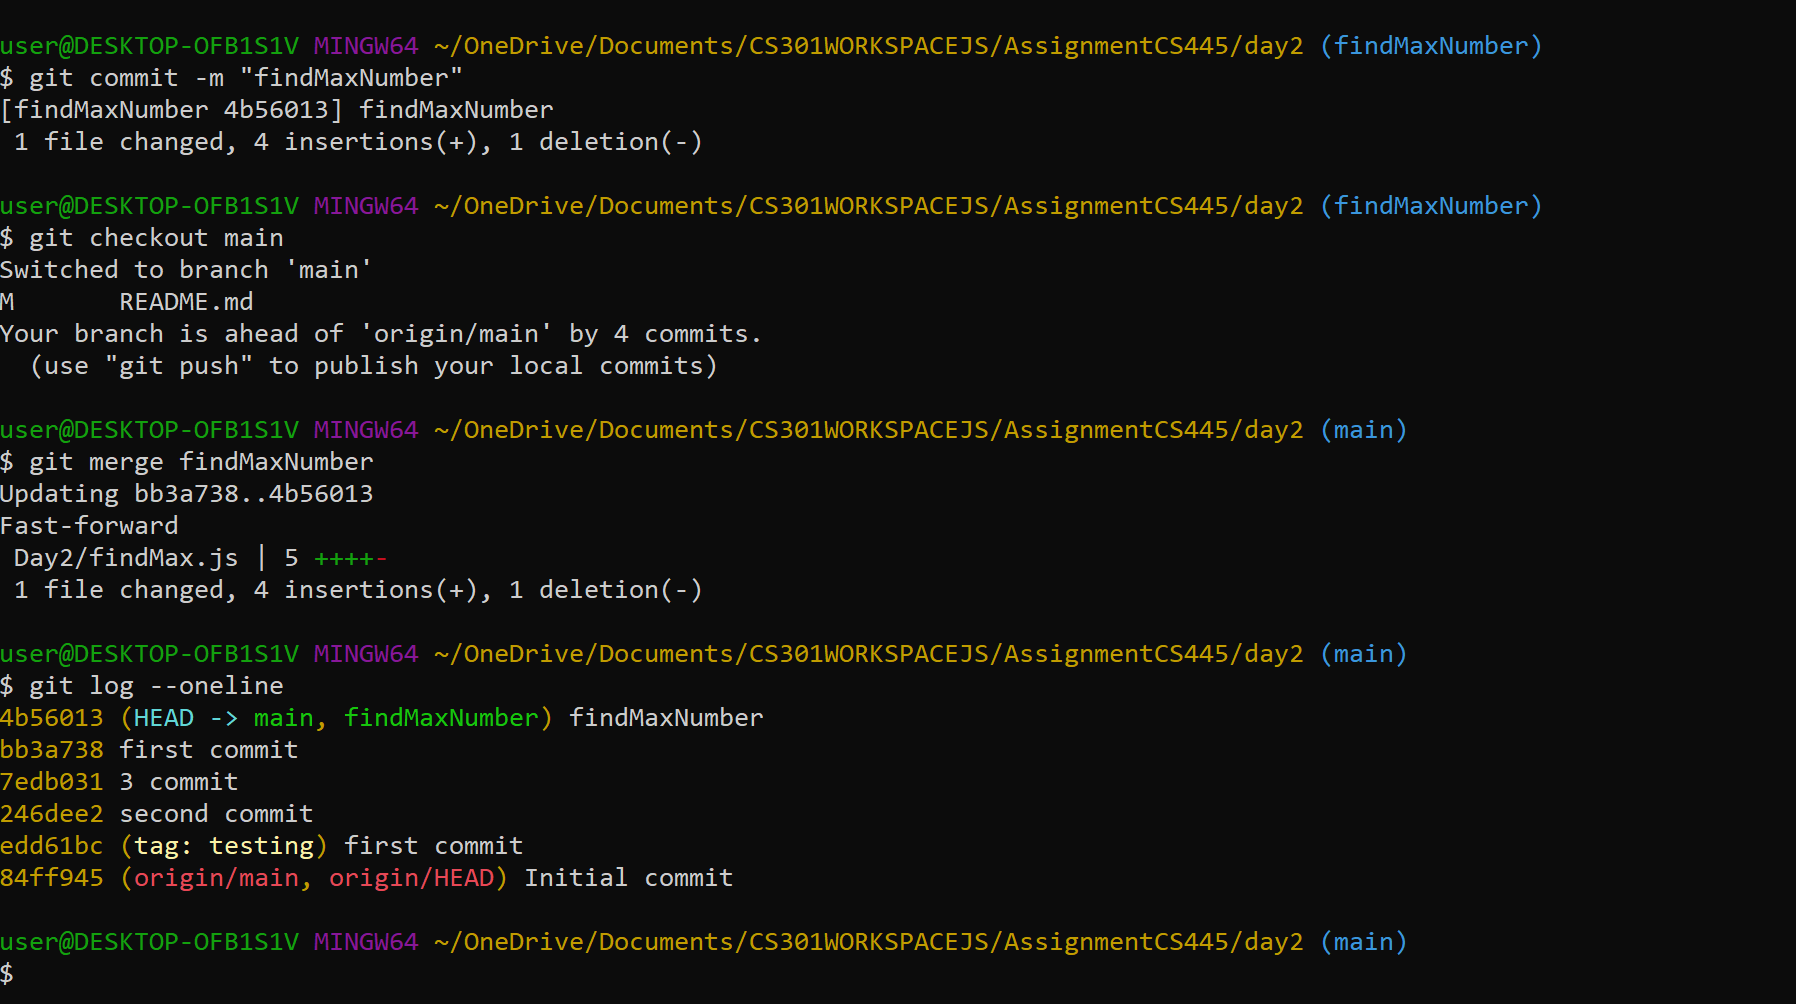 user@DESKTOP-OFB1S1V MINGW64 ~/OneDrive/Documents/CS301WORKSPACEJS/AssignmentCS445/day2 (findMaxNumber)
$ git commit -m "findMaxNumber"
[findMaxNumber 4b56013] findMaxNumber
 1 file changed, 4 insertions(+), 1 deletion(-)

user@DESKTOP-OFB1S1V MINGW64 ~/OneDrive/Documents/CS301WORKSPACEJS/AssignmentCS445/day2 (findMaxNumber)
$ git checkout main
Switched to branch 'main'
M       README.md
Your branch is ahead of 'origin/main' by 4 commits.
  (use "git push" to publish your local commits)

user@DESKTOP-OFB1S1V MINGW64 ~/OneDrive/Documents/CS301WORKSPACEJS/AssignmentCS445/day2 (main)
$ git merge findMaxNumber
Updating bb3a738..4b56013
Fast-forward
 Day2/findMax.js | 5 ++++-
 1 file changed, 4 insertions(+), 1 deletion(-)

user@DESKTOP-OFB1S1V MINGW64 ~/OneDrive/Documents/CS301WORKSPACEJS/AssignmentCS445/day2 (main)
$ git log --oneline
4b56013 (HEAD -> main, findMaxNumber) findMaxNumber
bb3a738 first commit
7edb031 3 commit
246dee2 second commit
edd61bc (tag: testing) first commit
84ff945 (origin/main, origin/HEAD) Initial commit

user@DESKTOP-OFB1S1V MINGW64 ~/OneDrive/Documents/CS301WORKSPACEJS/AssignmentCS445/day2 (main)
$